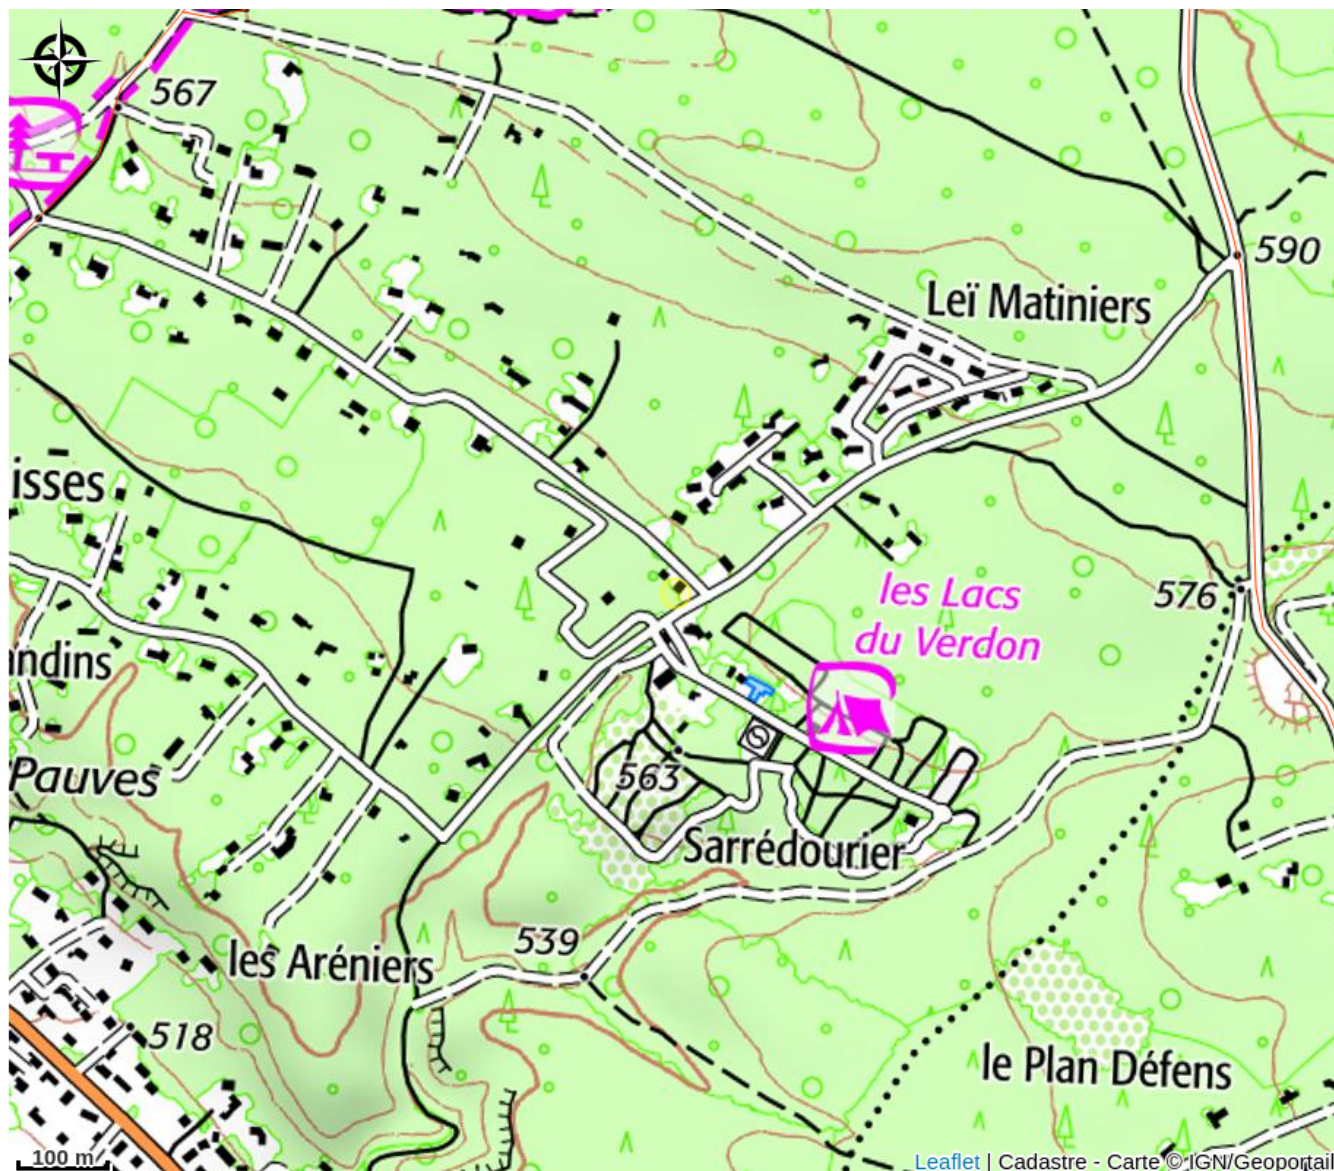 567
590
Leï Matiniers
isses
les Lacs
du Verdon
576
andins
Pauves
563
Sarrédourier
539
les Aréniers
518
le Plan Défens
100 m
Leaflet | Cadastre - Carte © IGN/Geoportail